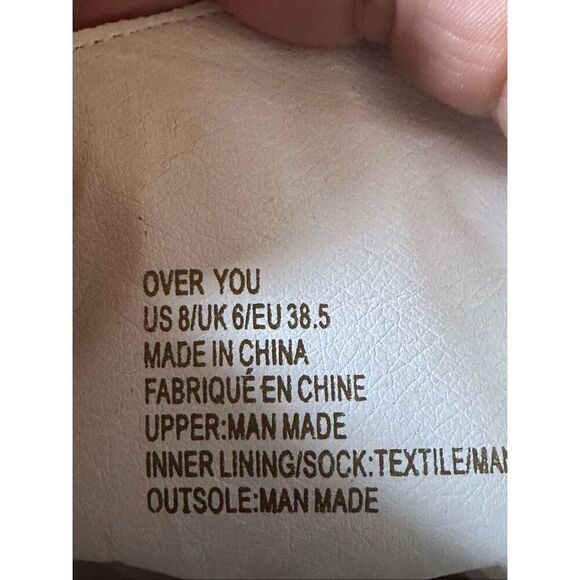 OVER YOU
US 8/UK 6/EU 38.5
MADE IN CHINA
FABRIQUÉ EN CHINE
UPPER:MAN MADE
INNER LINING/SOCK:TEXTILE/MAN
OUTSOLE:MAN MADE